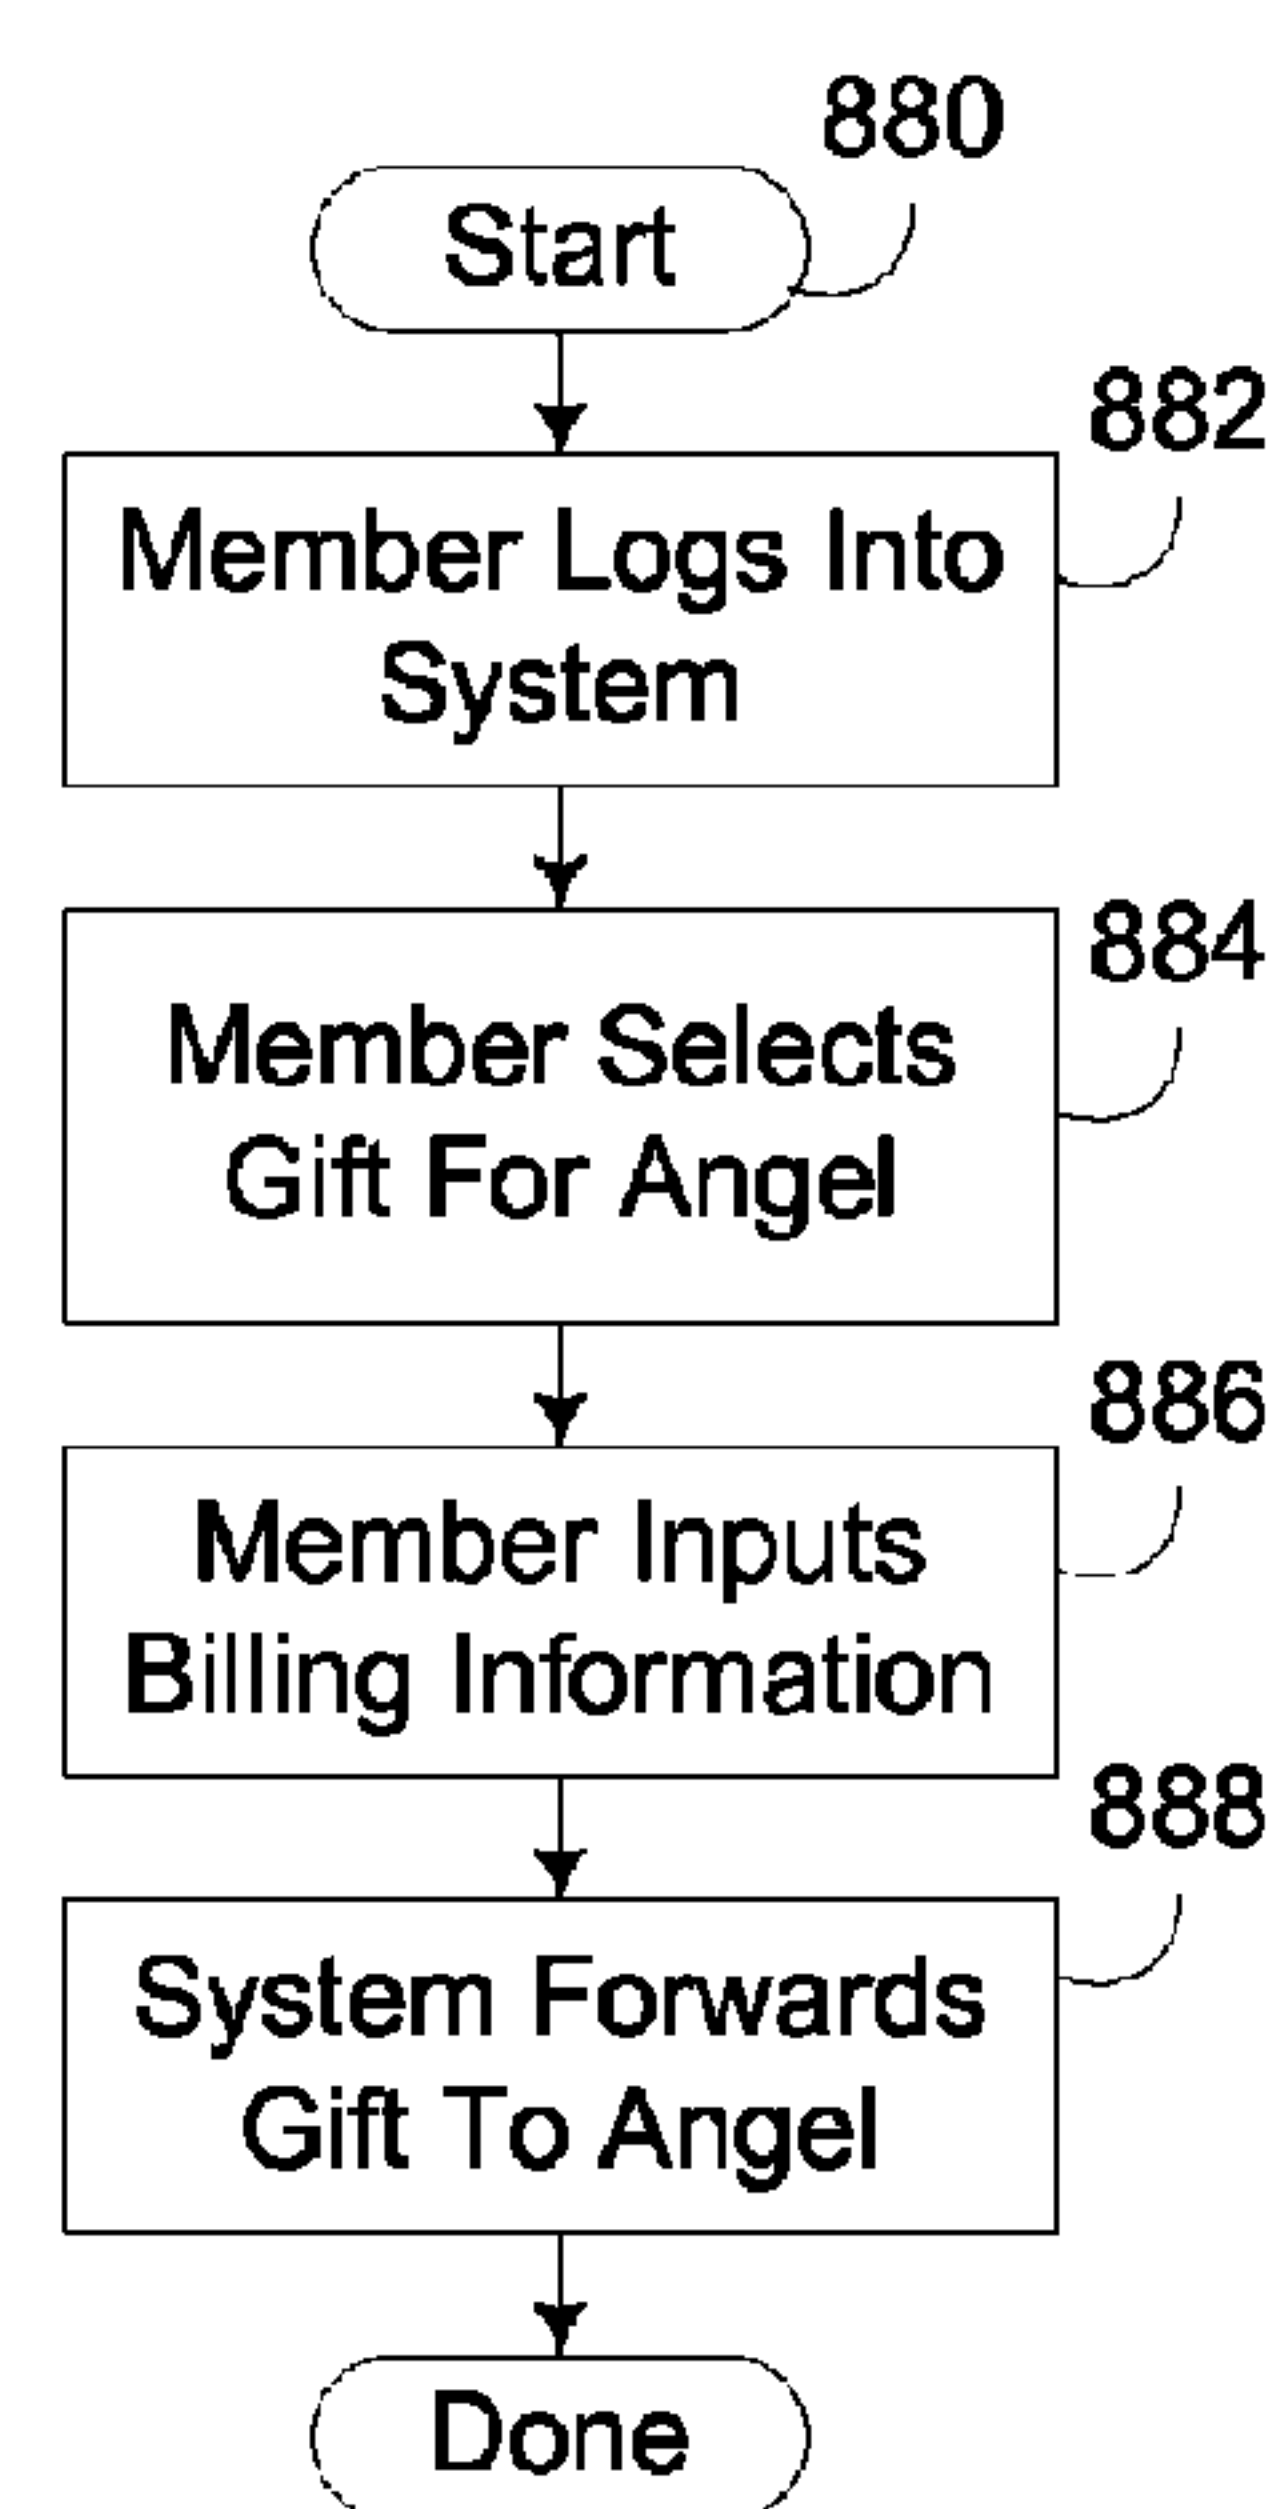 880
Start
882
Member Logs Into
System
884
Member Selects
Gift For Angel
886
Member Inputs
Billing Information
888
System Forwards
Gift To Angel
Done